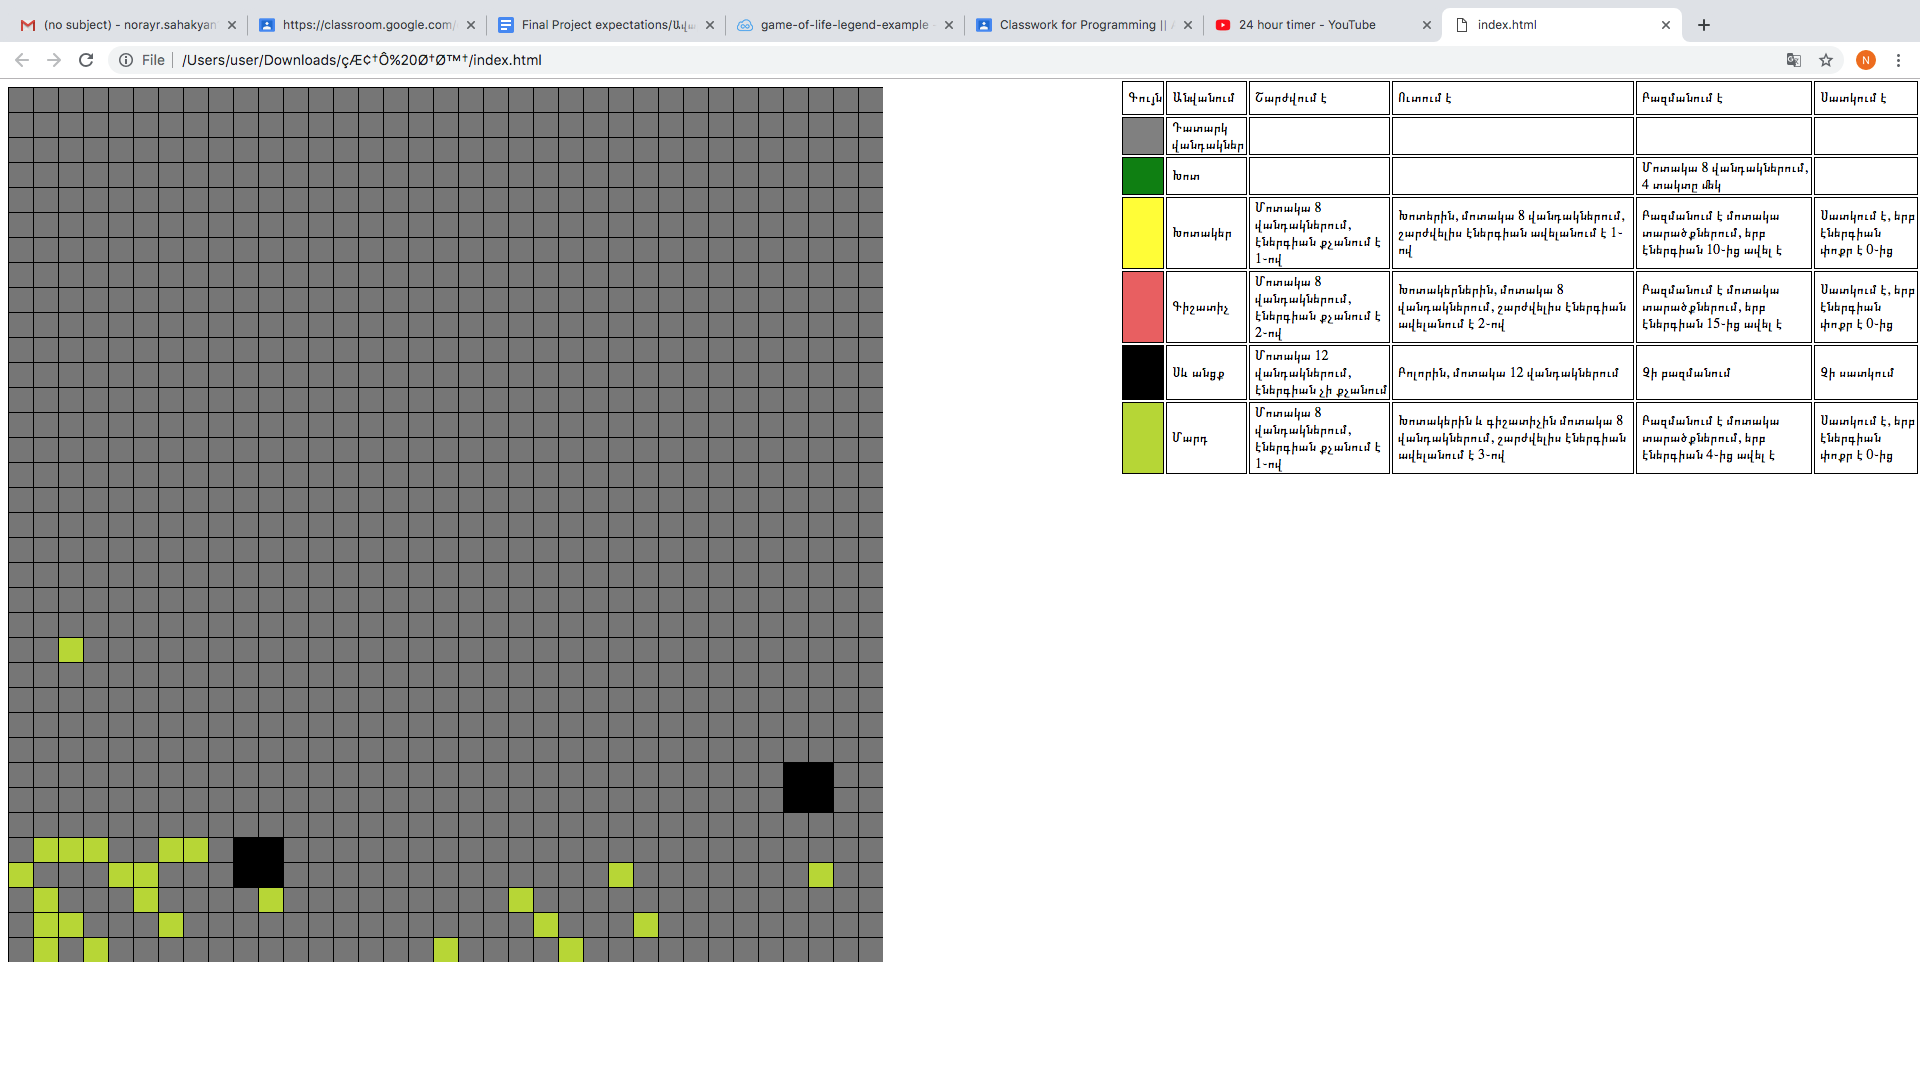 (no subject) - norayr.sahakyan
https://classroom.google.com/
Final Project expectations/Ավ
game-of-life-legend-example
Classwork for Programming ||
24 hour timer - YouTube
index.html
File
/Users/user/Downloads/çÆ¢†Ô%20Ø†Ø™†/index.html
N
Գույն Անվանում Շարժվում է Ուտում է Բազմանում է Սատկում է
Դատարկ
վանդակներ
Խոտ
Մոտակա 8 վանդակներում,
4 տակտը մեկ
Խոտակեր
Մոտակա 8
վանդակներում,
էներգիան քչանում է
1-ով
Խոտերին, մոտակա 8 վանդակներում,
շարժվելիս էներգիան ավելանում է 1-
ով
Բազմանում է մոտակա
տարածքներում, երբ
էներգիան 10-ից ավել է
Սատկում է, երբ
էներգիան
փոքր է 0-ից
Գիշատիչ
Մոտակա 8
վանդակներում,
էներգիան քչանում է
2-ով
Խոտակերներին, մոտակա 8
վանդակներում, շարժվելիս էներգիան
ավելանում է 2-ով
Բազմանում է մոտակա
տարածքներում, երբ
էներգիան 15-ից ավել է
Սատկում է, երբ
էներգիան
փոքր է 0-ից
Սև անցք
Մոտակա 12
վանդակներում,
էներգիան չի քչանում
Բոլորին, մոտակա 12 վանդակներում
Չի բազմանում
Չի սատկում
Մարդ
Մոտակա 8
վանդակներում,
էներգիան քչանում է
1-ով
Խոտակերին և գիշատիչին մոտակա 8
վանդակներում, շարժվելիս էներգիան
ավելանում է 3-ով
Բազմանում է մոտակա
տարածքներում, երբ
էներգիան 4-ից ավել է
Սատկում է, երբ
էներգիան
փոքր է 0-ից